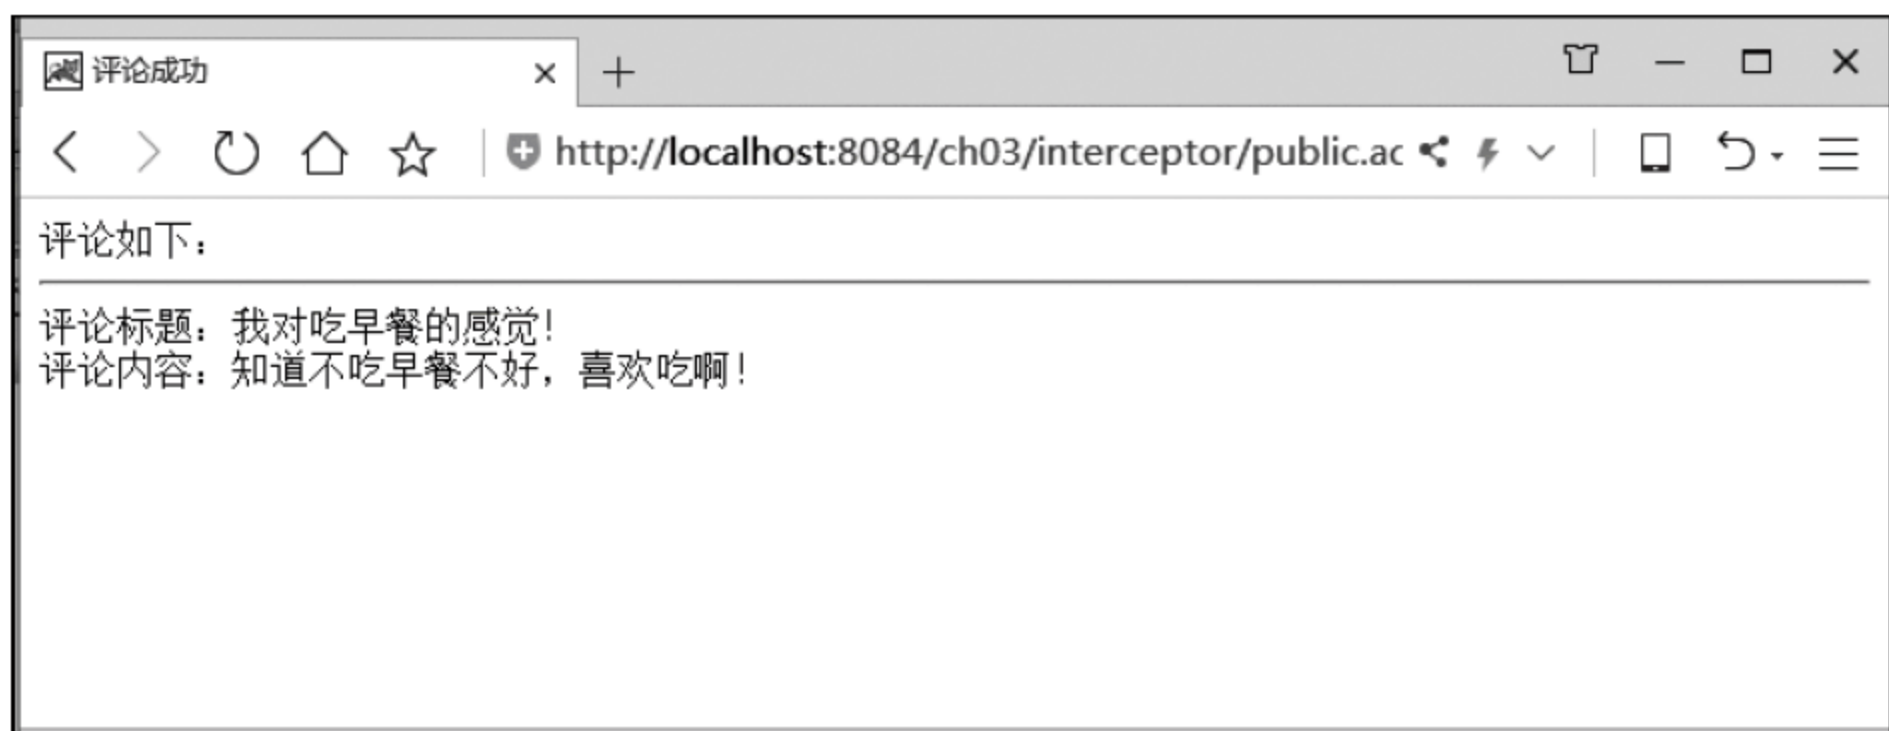 评论成功
http://localhost:8084/ch03/interceptor/public.ac
评论如下：
评论标题：我对吃早餐的感觉！
评论内容：知道不吃早餐不好，喜欢吃啊！